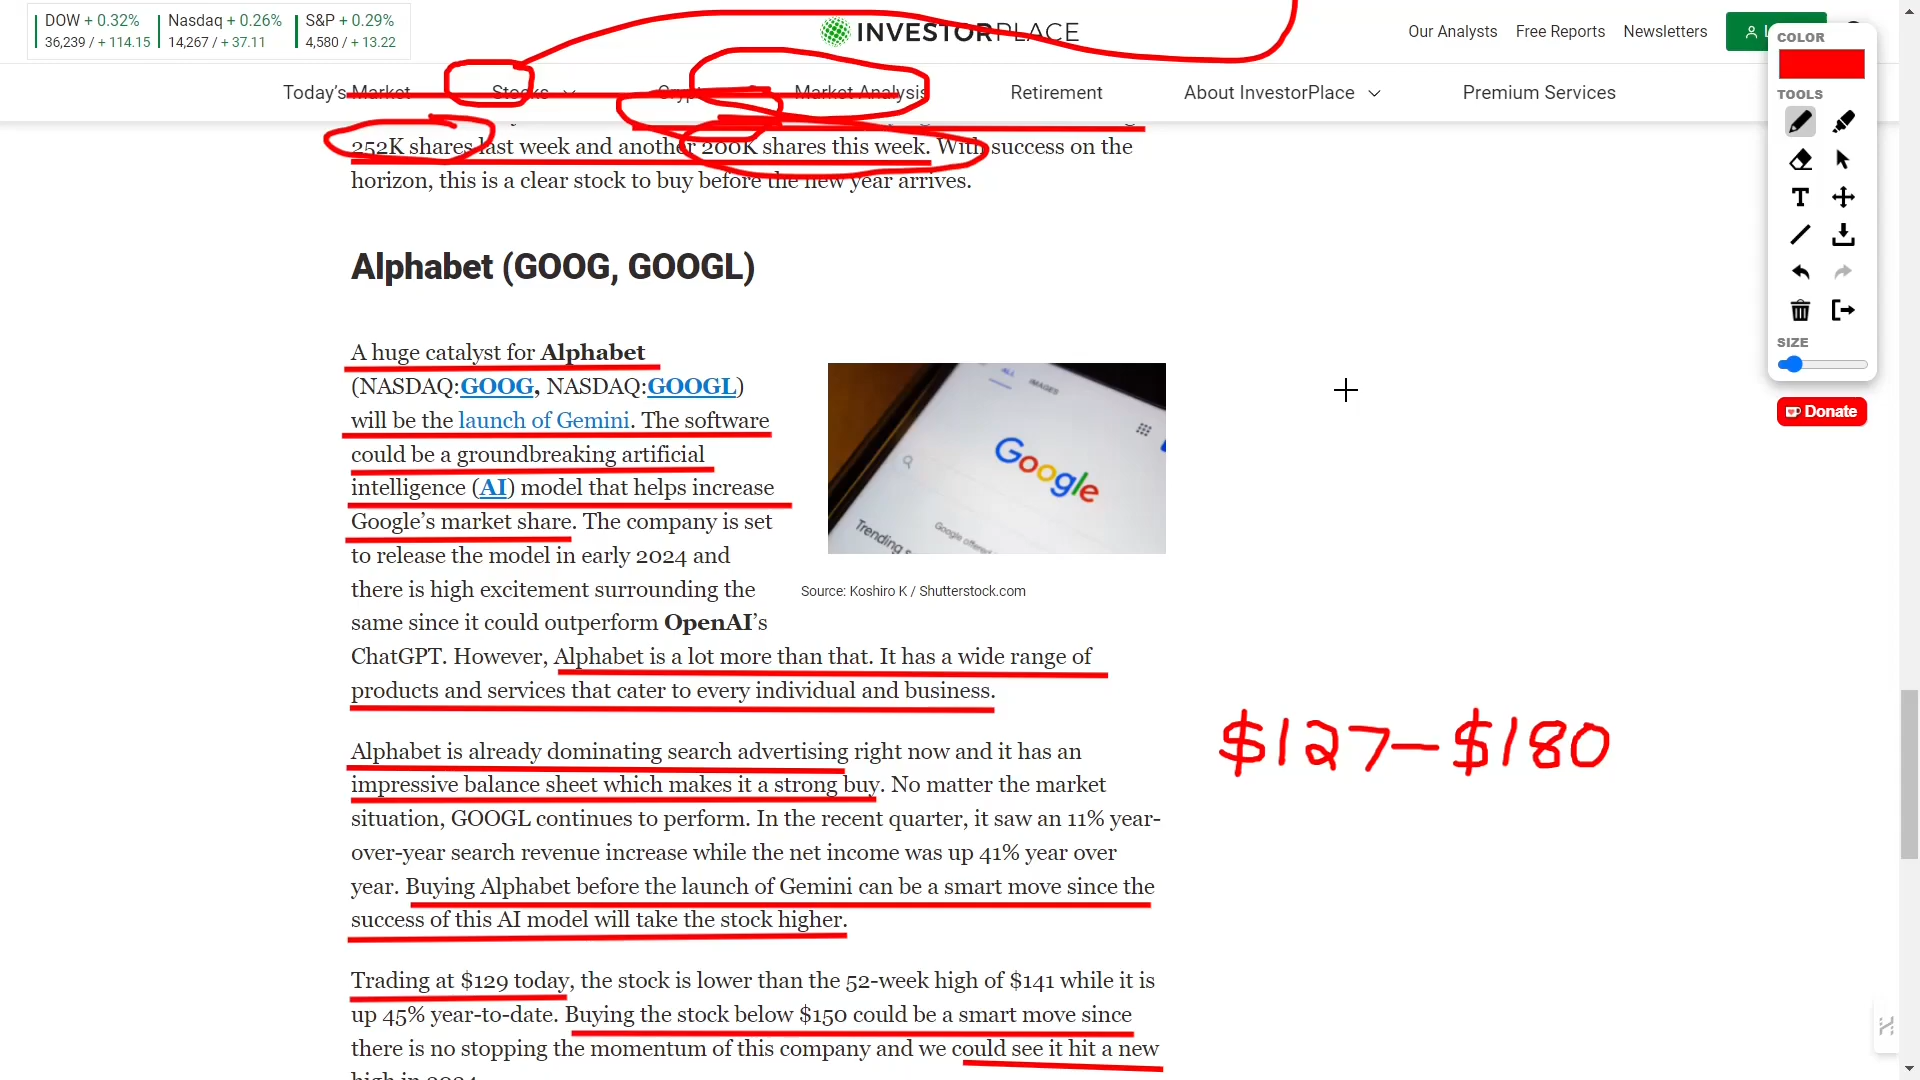 DOW + 0.32%
36,239 / + 114.15
Nasdaq + 0.26%
14,267 / + 37.11
S&P + 0.29%
4,580 / + 13.22
INVESTORPLACE
Our Analysts Free Reports Newsletters
Today's Market Stocks Market Analysis Retirement About InvestorPlace Premium Services
252K shares last week and another 200K shares this week. With success on the
horizon, this is a clear stock to buy before the new year arrives.
Alphabet (GOOG, GOOGL)
A huge catalyst for Alphabet
(NASDAQ:GOOG, NASDAQ:GOOGL)
will be the launch of Gemini. The software
could be a groundbreaking artificial
intelligence (AI) model that helps increase
Google's market share. The company is set
to release the model in early 2024 and
there is high excitement surrounding the
same since it could outperform OpenAI's
ChatGPT. However, Alphabet is a lot more than that. It has a wide range of
products and services that cater to every individual and business.
ALL IMAGES
Google
Trending
Google offered
Source: Koshiro K / Shutterstock.com
Alphabet is already dominating search advertising right now and it has an
impressive balance sheet which makes it a strong buy. No matter the market
situation, GOOGL continues to perform. In the recent quarter, it saw an 11% year-
over-year search revenue increase while the net income was up 41% year over
year. Buying Alphabet before the launch of Gemini can be a smart move since the
success of this AI model will take the stock higher.
$127-$180
Trading at $129 today, the stock is lower than the 52-week high of $141 while it is
up 45% year-to-date. Buying the stock below $150 could be a smart move since
there is no stopping the momentum of this company and we could see it hit a new
high in 2024
COLOR
TOOLS
T
SIZE
Donate